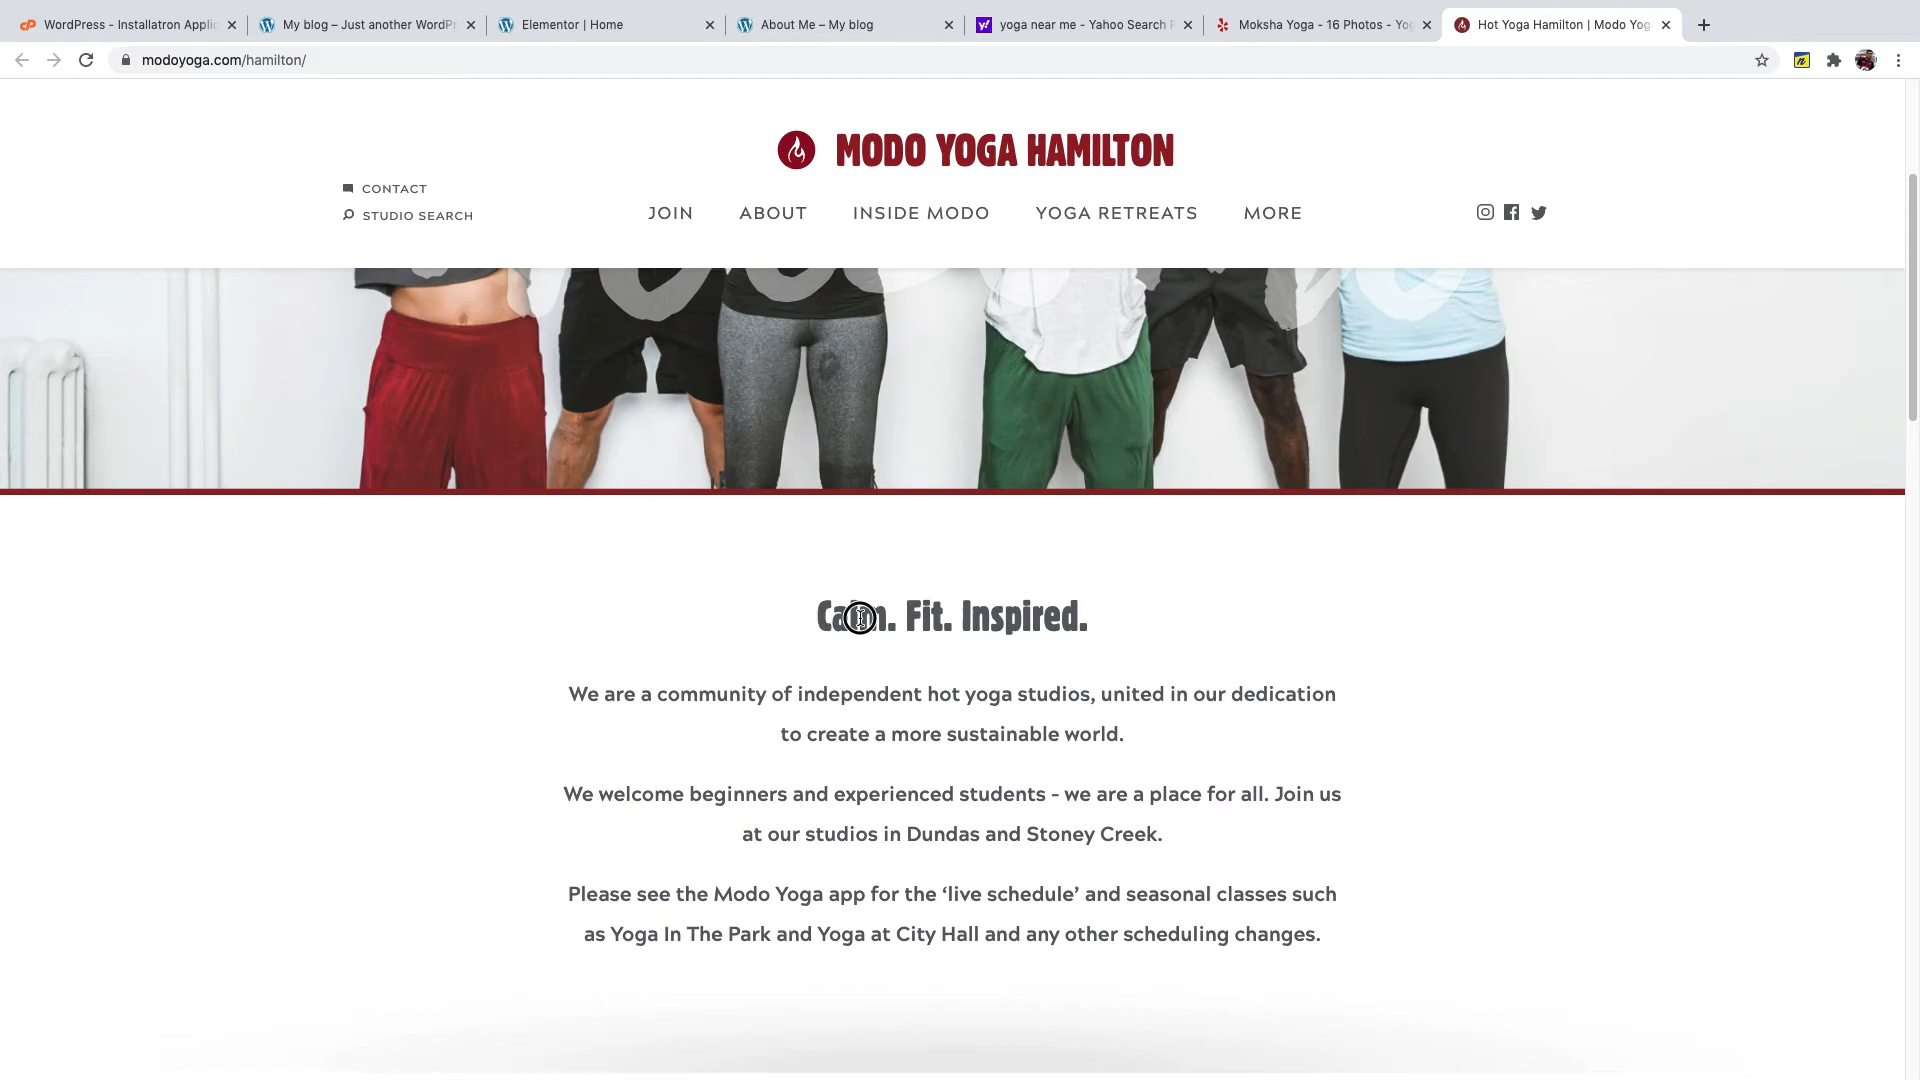 WordPress - Installatron Applic
My blog – Just another WordPr
Elementor | Home
About Me – My blog
yoga near me - Yahoo Search
Moksha Yoga - 16 Photos - Yog
Hot Yoga Hamilton | Modo Yog
modoyoga.com/hamilton/
MODO YOGA HAMILTON
CONTACT
STUDIO SEARCH
JOIN
ABOUT
INSIDE MODO
YOGA RETREATS
MORE
Calm. Fit. Inspired.
We are a community of independent hot yoga studios, united in our dedication
to create a more sustainable world.
We welcome beginners and experienced students - we are a place for all. Join us
at our studios in Dundas and Stoney Creek.
Please see the Modo Yoga app for the ‘live schedule’ and seasonal classes such
as Yoga In The Park and Yoga at City Hall and any other scheduling changes.